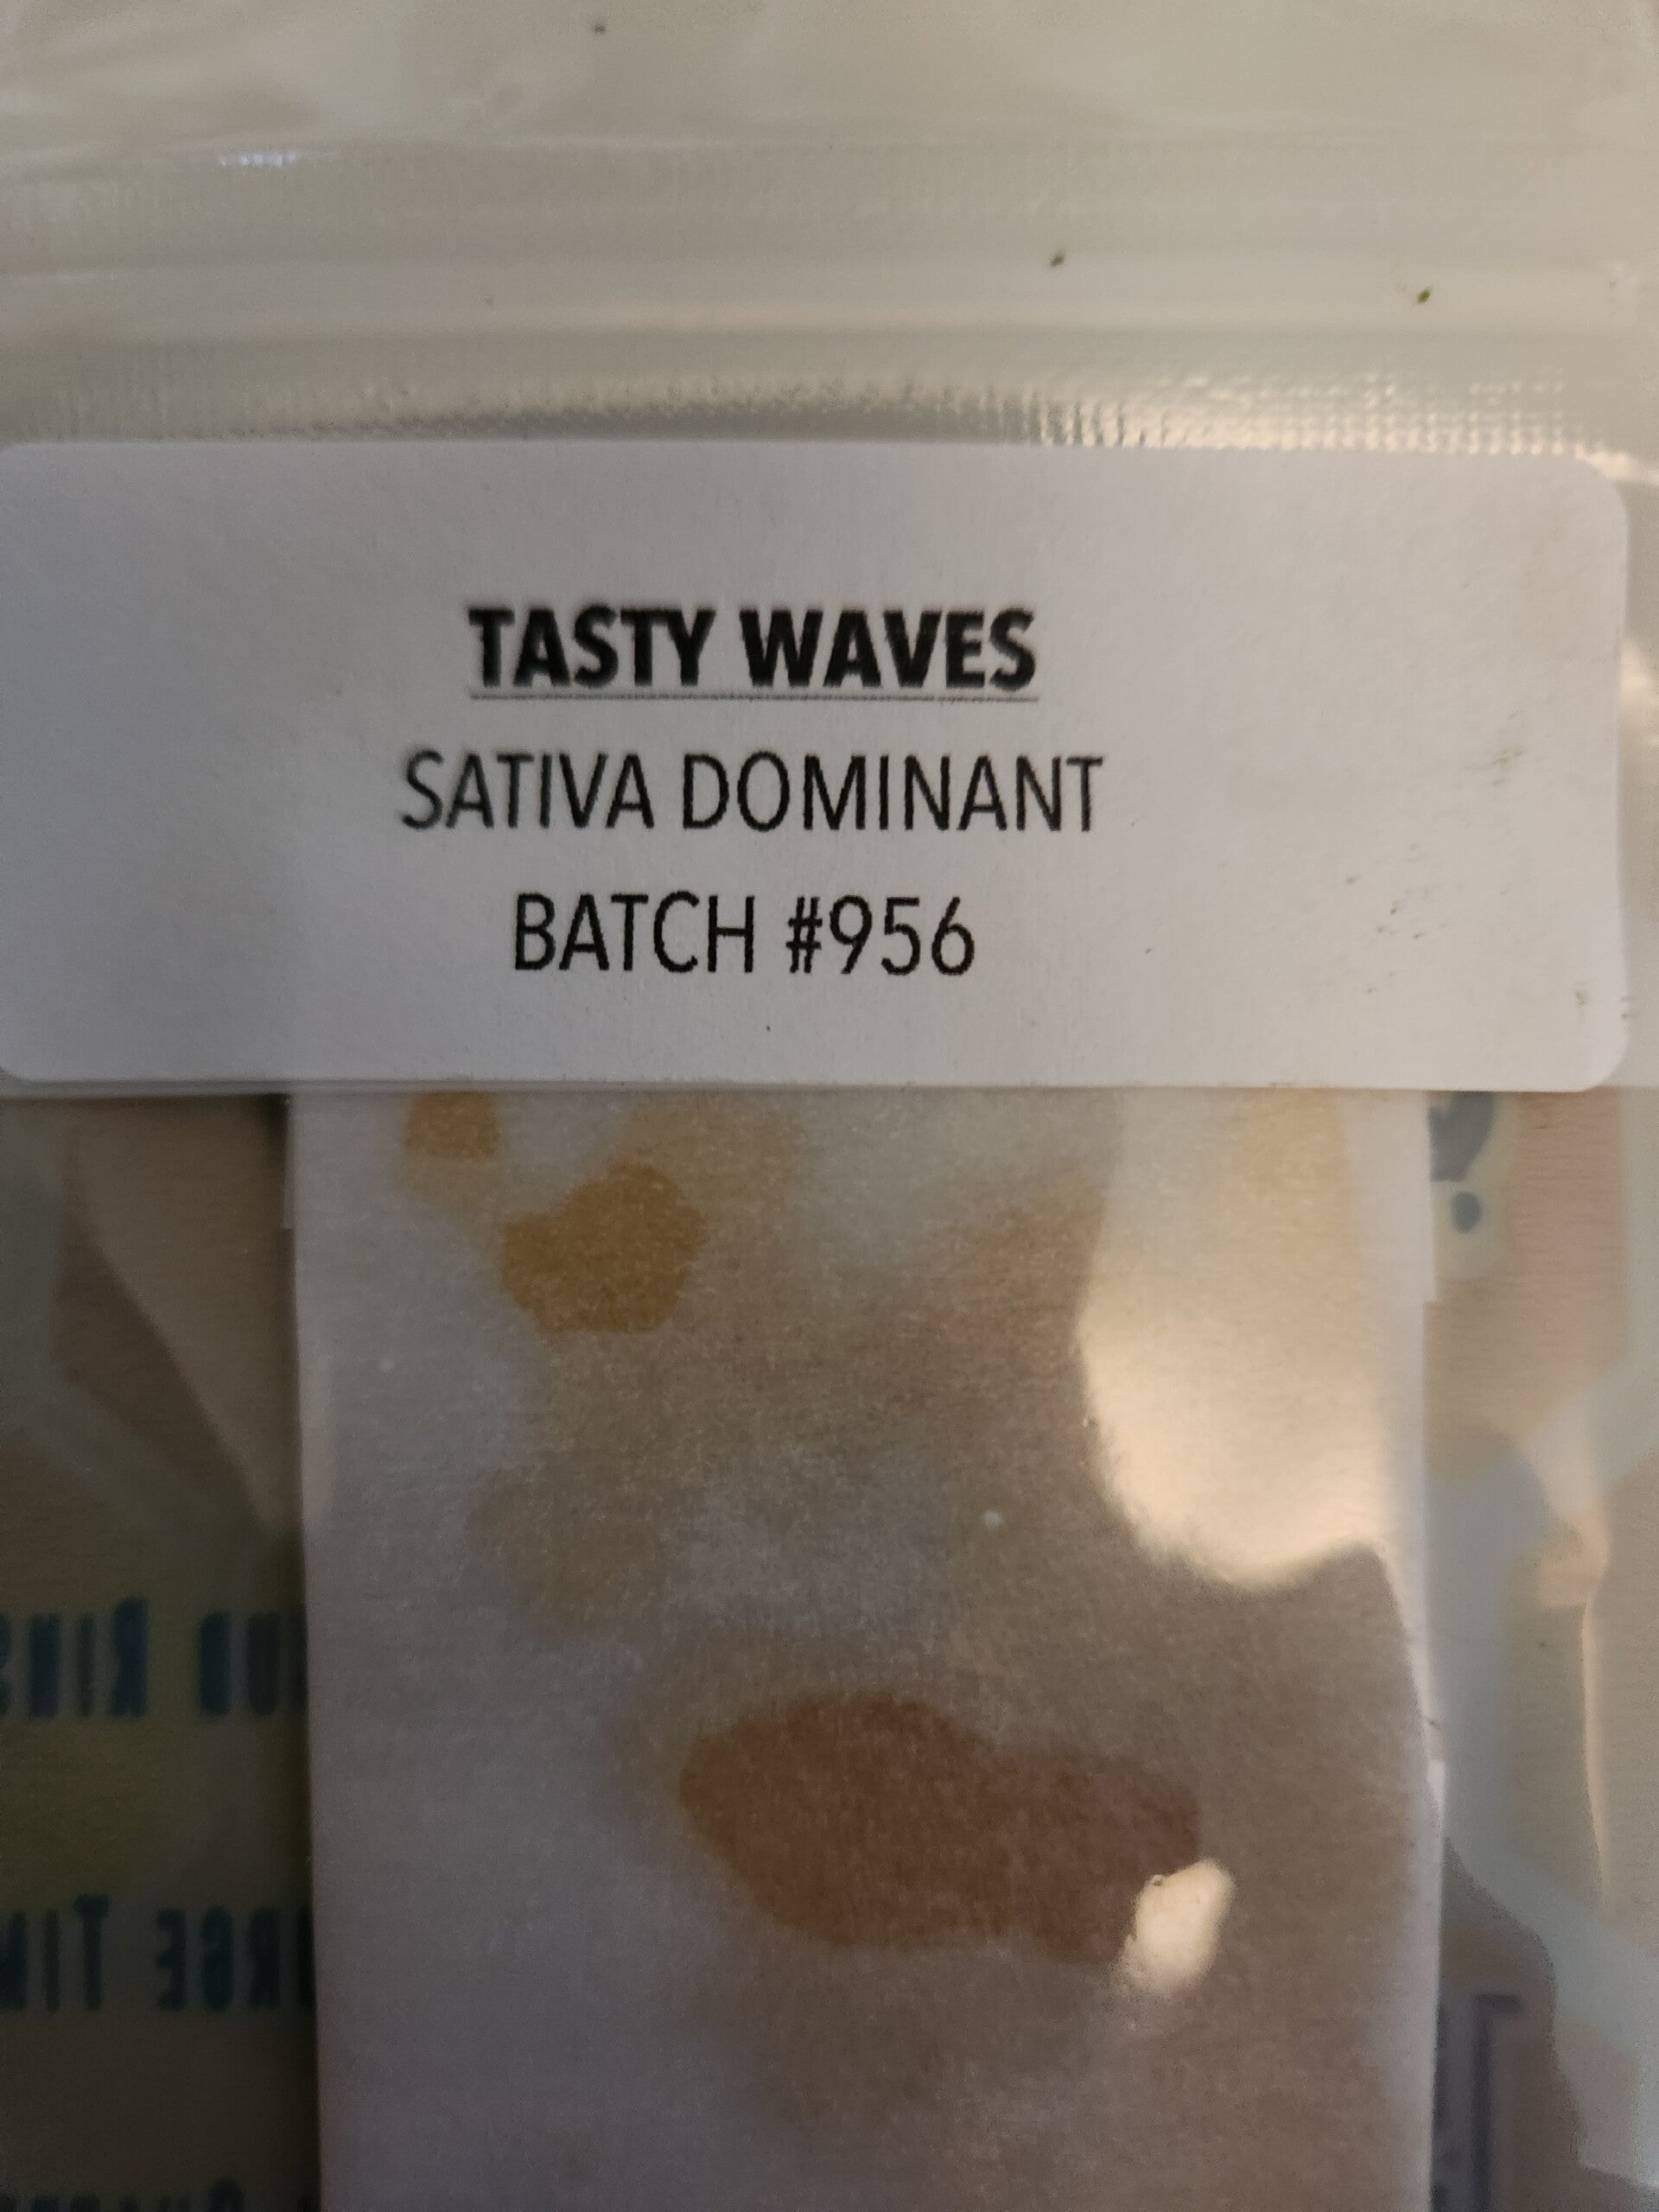 TASTY WAVES
SATIVA DOMINANT
BATCH #956